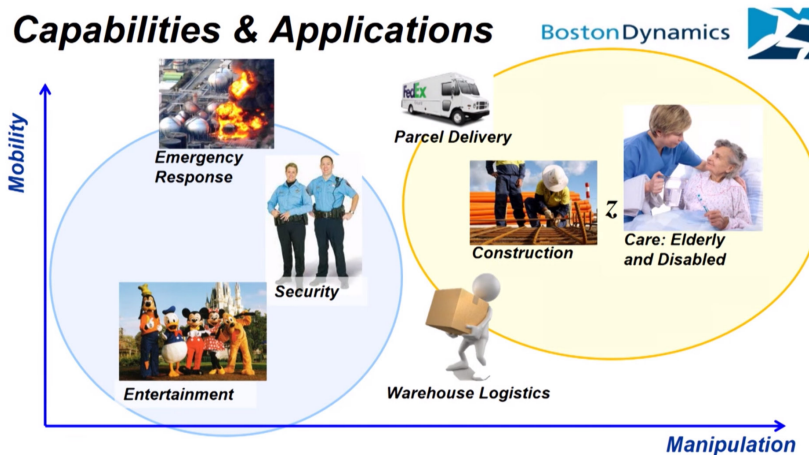 Capabilities & Applications
BostonDynamics
Mobility
FedEx
Emergency
Response
Parcel Delivery
Security
Construction
z
Care: Elderly
and Disabled
Entertainment
Warehouse Logistics
Manipulation